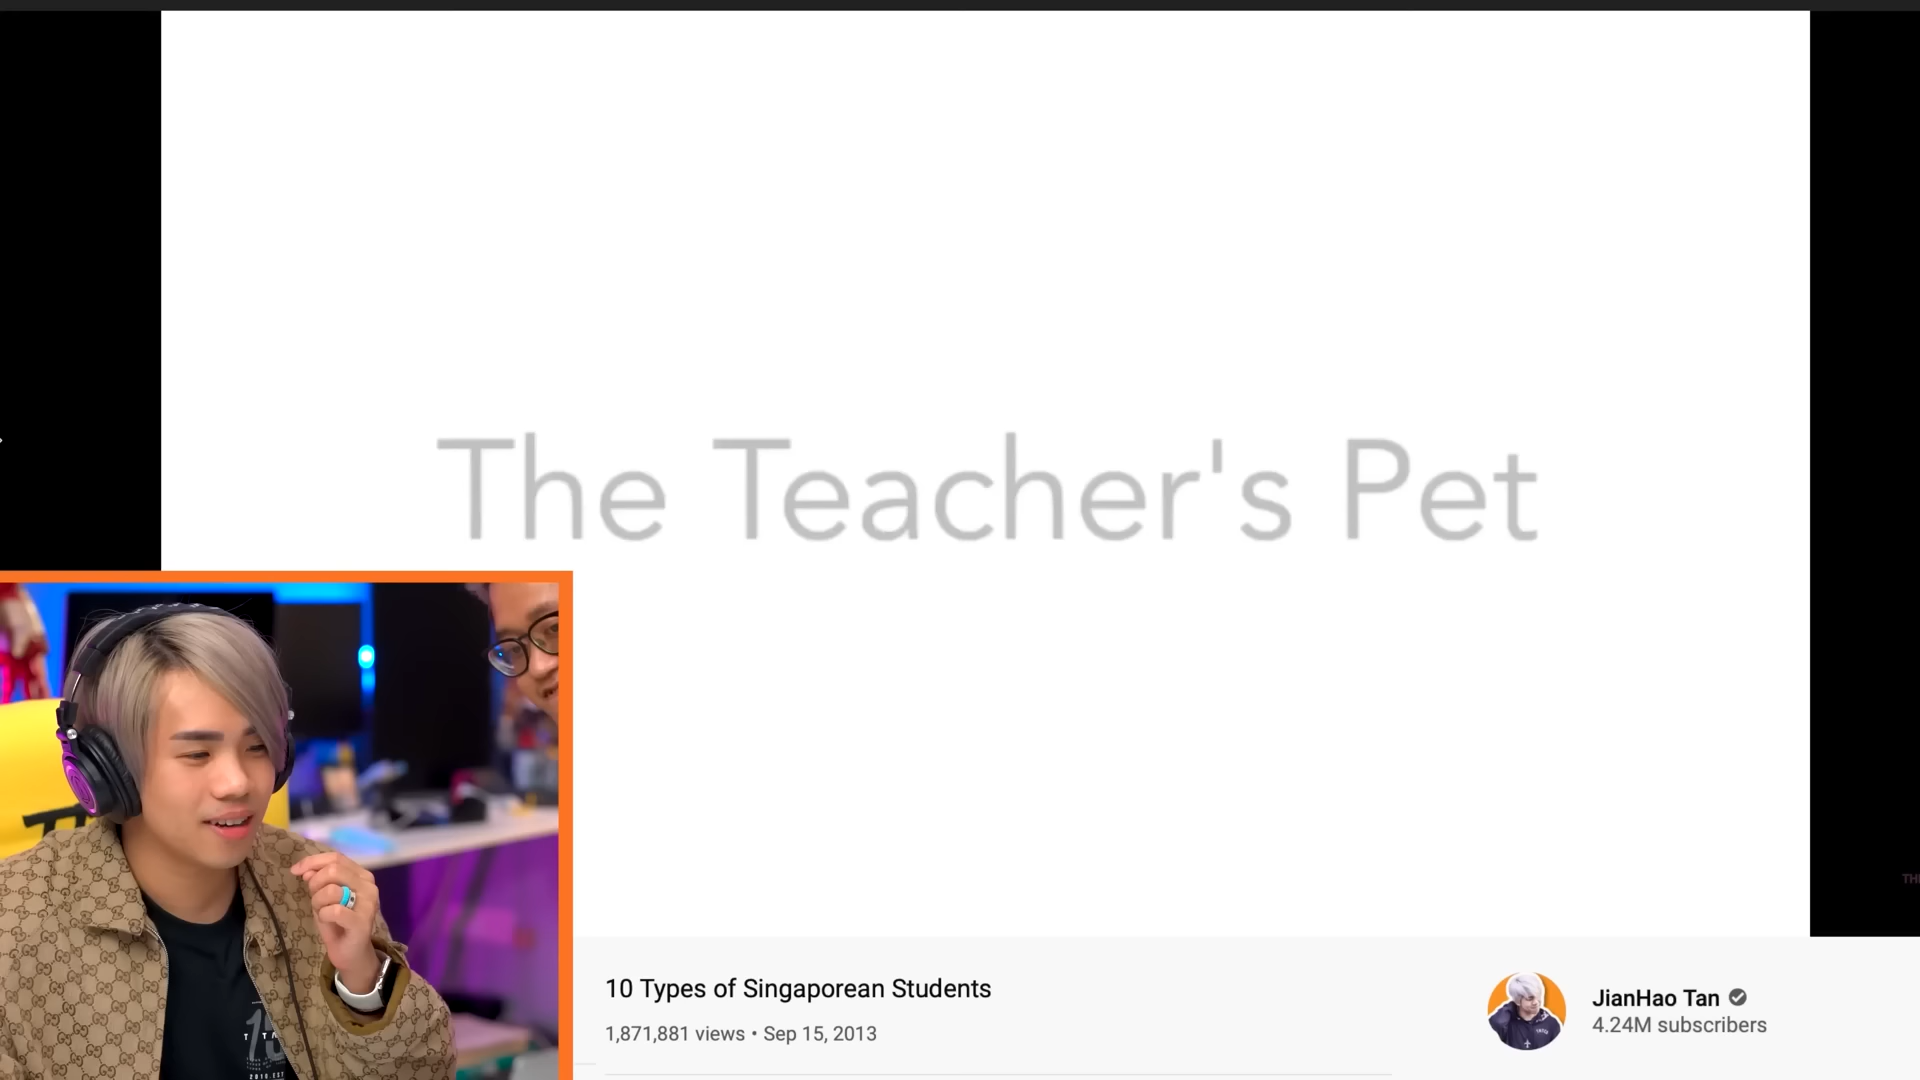 The Teacher's Pet
10 Types of Singaporean Students
1,871,881 views • Sep 15, 2013
JianHao Tan
4.24M subscribers